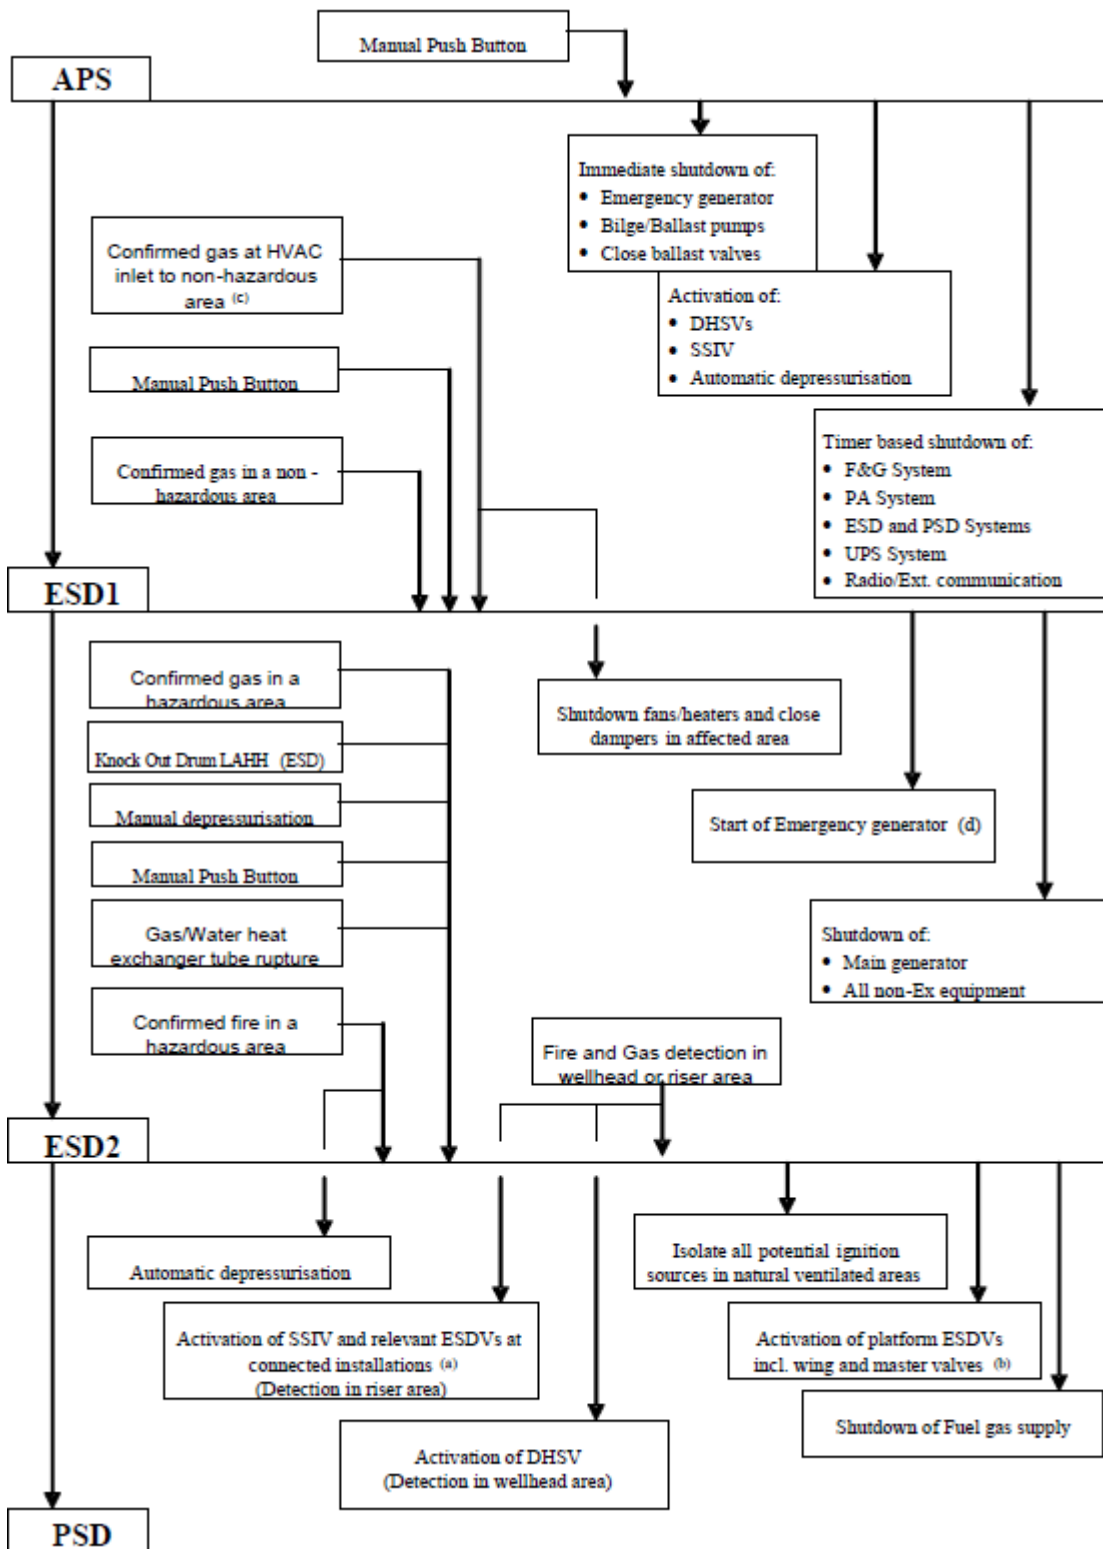 Manual Push Button
APS
Immediate shutdown of:
• Emergency generator
• Bilge/Ballast pumps
• Close ballast valves
Confirmed gas at HVAC
inlet to non-hazardous
area (c)
Activation of:
• DHSVs
• SSIV
• Automatic depressurisation
Manual Push Button
Timer based shutdown of:
• F&G System
• PA System
• ESD and PSD Systems
• UPS System
• Radio/Ext. communication
Confirmed gas in a non -
hazardous area
ESD1
Confirmed gas in a
hazardous area
Shutdown fans/heaters and close
dampers in affected area
Knock Out Drum LAHH (ESD)
Manual depressurisation
Start of Emergency generator (d)
Manual Push Button
Gas/Water heat
exchanger tube rupture
Shutdown of:
• Main generator
• All non-Ex equipment
Confirmed fire in a
hazardous area
Fire and Gas detection in
wellhead or riser area
ESD2
Automatic depressurisation
Isolate all potential ignition
sources in natural ventilated areas
Activation of SSIV and relevant ESDVs at
connected installations (a)
(Detection in riser area)
Activation of platform ESDVs
incl. wing and master valves (b)
Shutdown of Fuel gas supply
Activation of DHSV
(Detection in wellhead area)
PSD